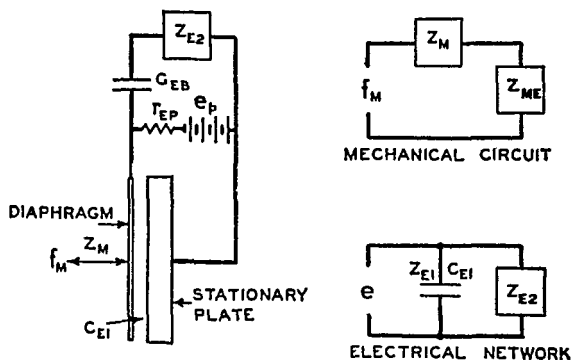 Z_E2
C_EB
r_EP e_p
DIAPHRAGM
Z_M
f_M
C_E1
STATIONARY
PLATE
Z_M
f_M
Z_ME
MECHANICAL CIRCUIT
e
Z_E1 C_E1
Z_E2
ELECTRICAL NETWORK